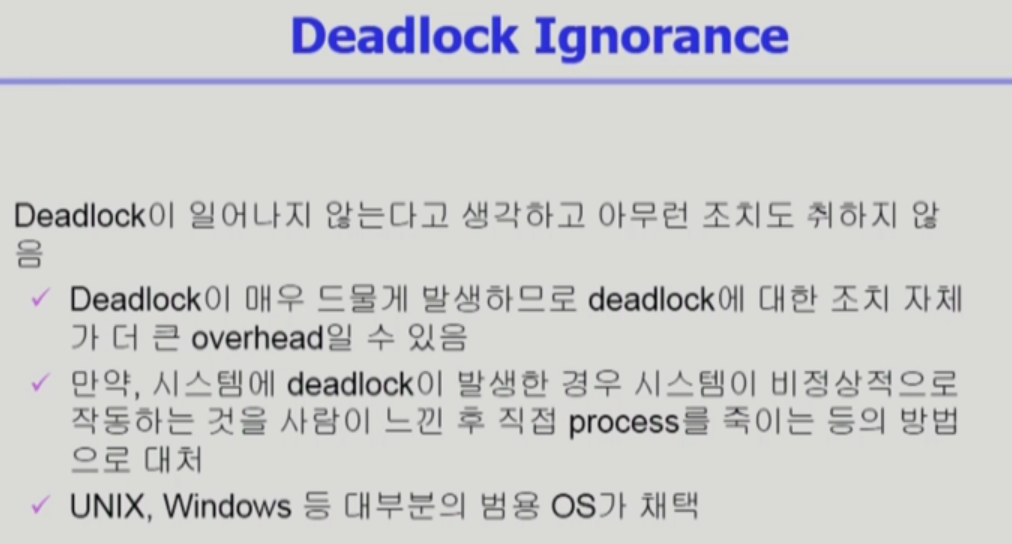 Deadlock Ignorance
Deadlock이 일어나지 않는다고 생각하고 아무런 조치도 취하지 않
음
✓ Deadlock이 매우 드물게 발생하므로 deadlock에 대한 조치 자체
가 더 큰 overhead일 수 있음
✓ 만약, 시스템에 deadlock이 발생한 경우 시스템이 비정상적으로
작동하는 것을 사람이 느낀 후 직접 process를 죽이는 등의 방법
으로 대처
✓ UNIX, Windows 등 대부분의 범용 OS가 채택